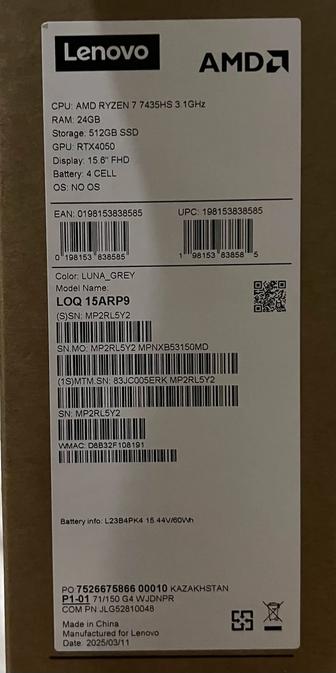 Lenovo
AMD
CPU: AMD RYZEN 7 7435HS 3.1GHz
RAM: 24GB
Storage: 512GB SSD
GPU: RTX4050
Display: 15.6" FHD
Battery: 4 CELL
OS: NO OS
EAN: 0198153838585 UPC: 198153838585
0 198153 838585 1 98153 83858 5
Color: LUNA_GREY
Model Name:
LOQ 15ARP9
(S)SN: MP2RL5Y2
SN,MO: MP2RL5Y2 MPNXB53150MD
(1S)MTM,SN: 83JC005ERK MP2RL5Y2
SN: MP2RL5Y2
WMAC: D8B32F108191
Battery info: L23B4PK4 15.44V/60Wh
PO 7526675866 00010 KAZAKHSTAN
P1-01 71/150 G4 WJDNPR
COM PN JLG52810048
Made in China
Manufactured for Lenovo
Date: 2025/03/11